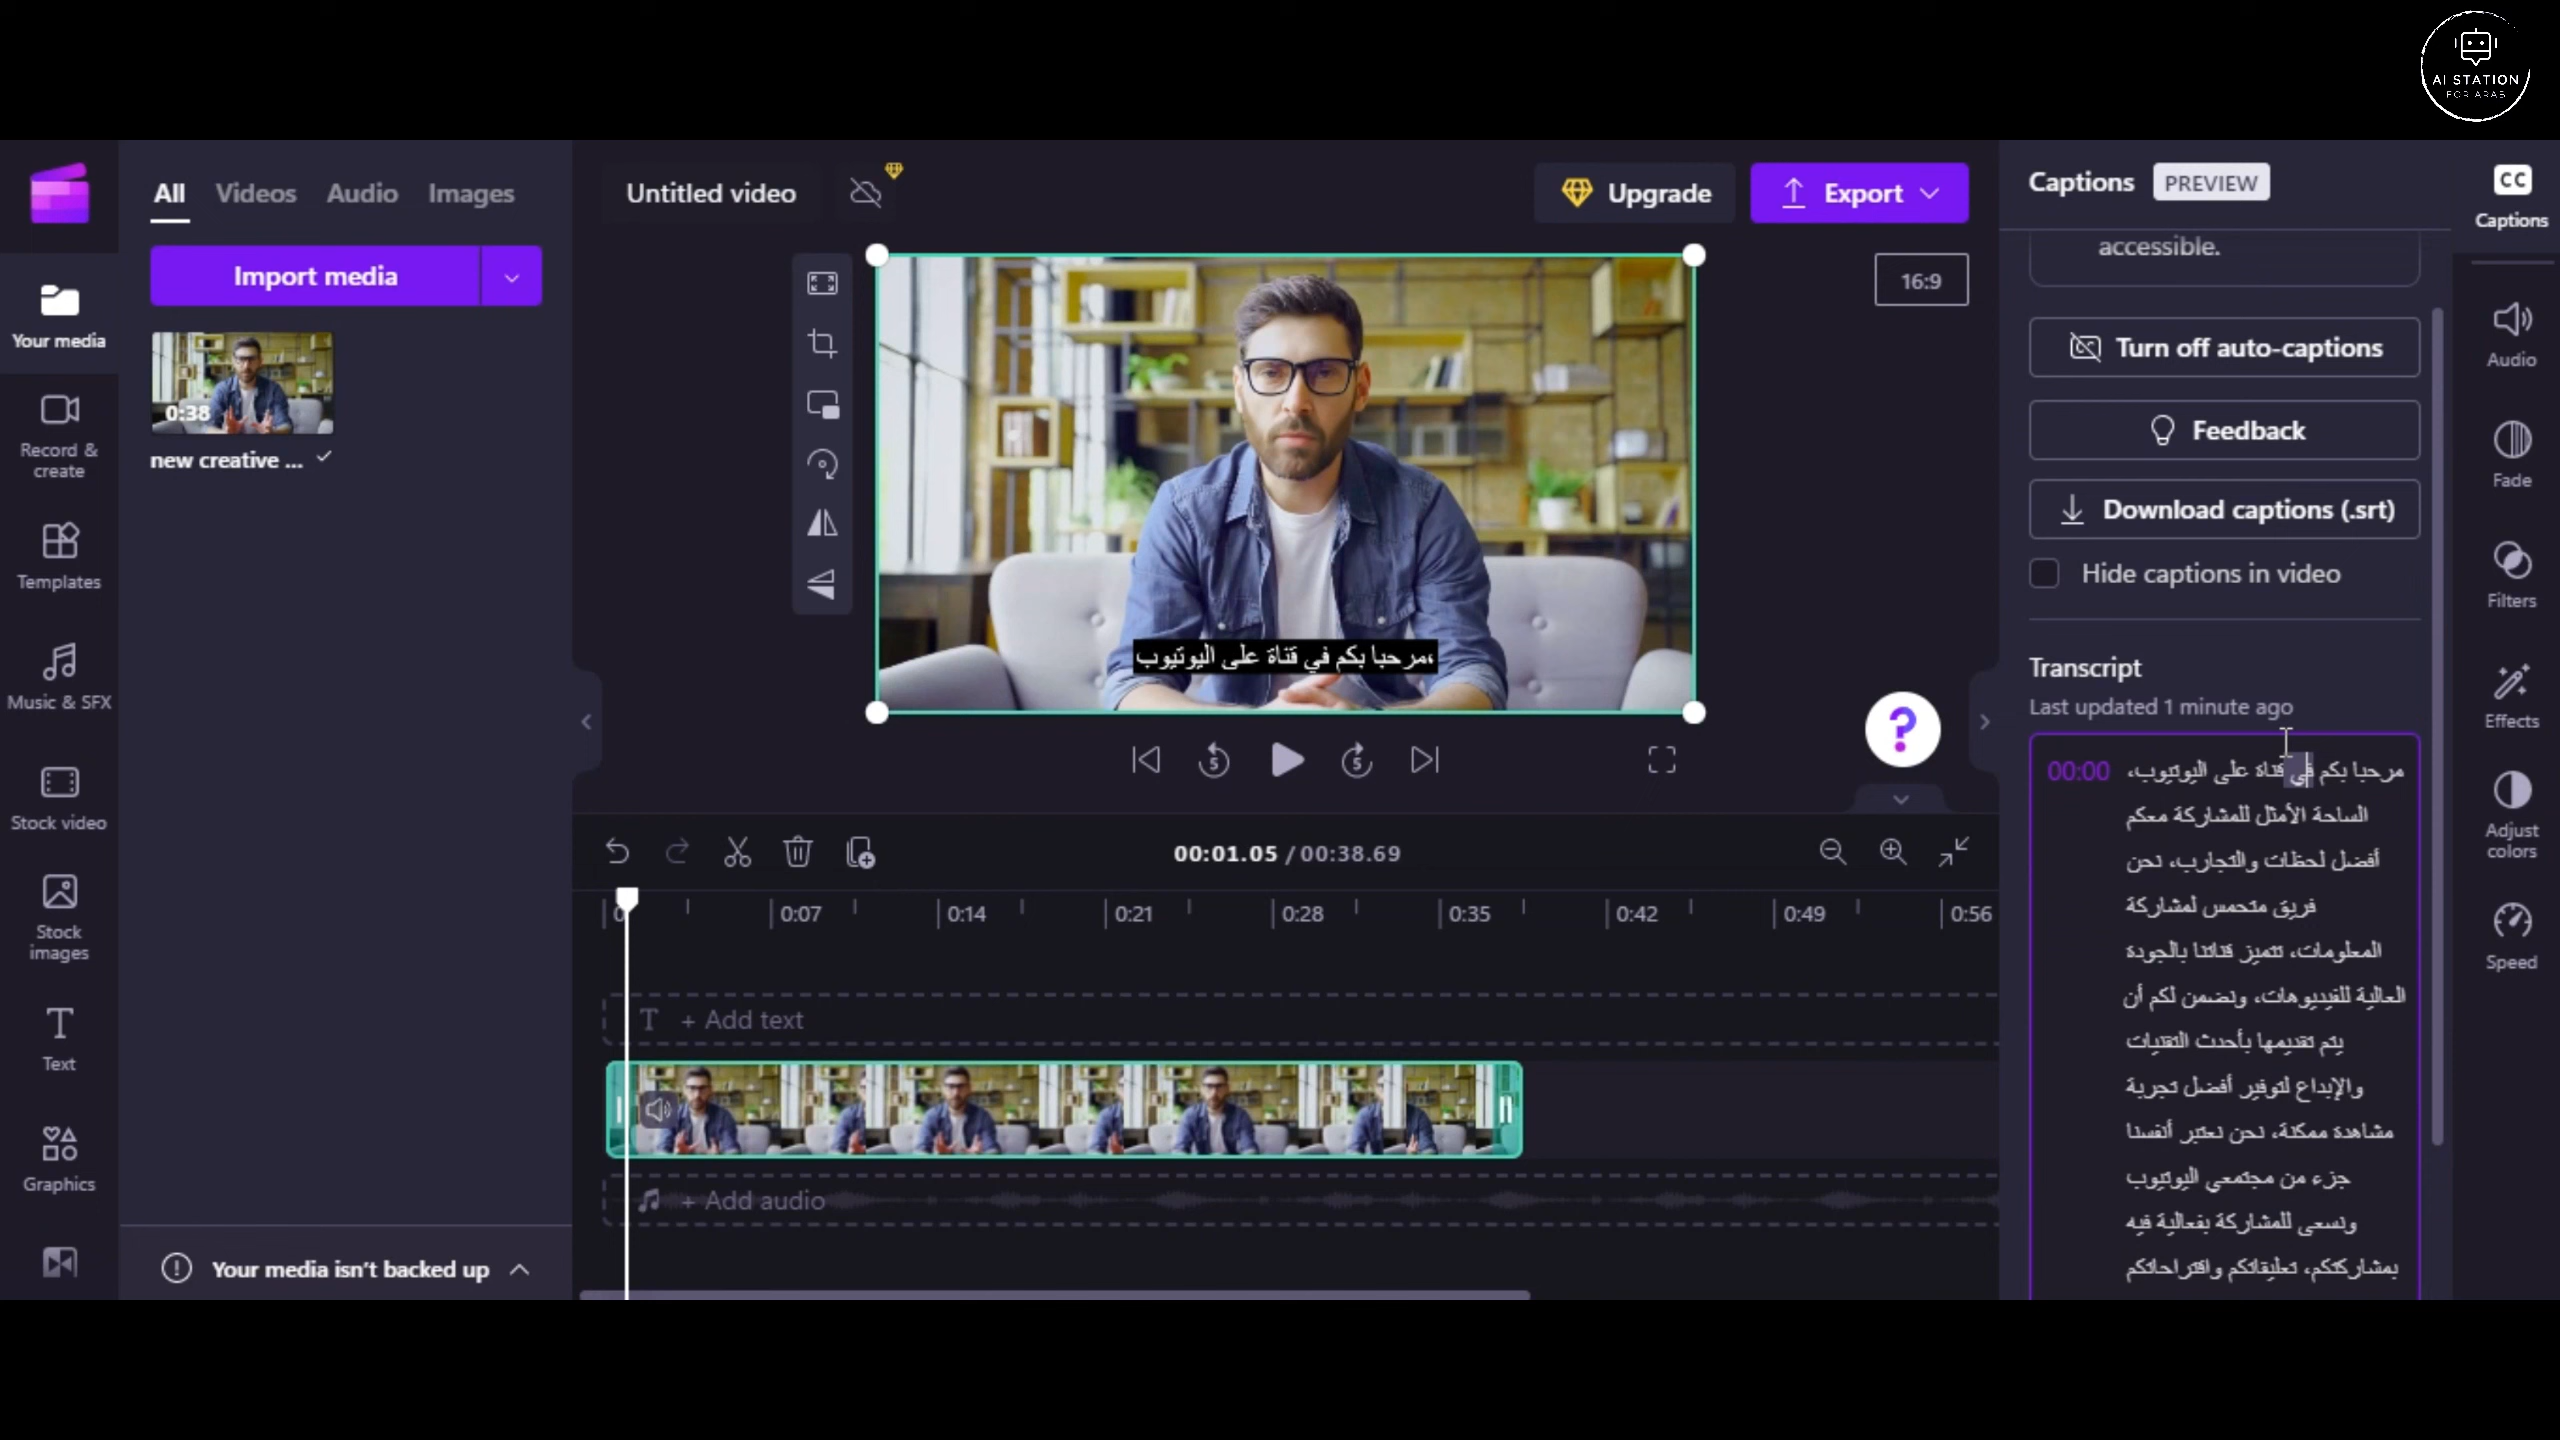 AI STATION
FOR ARAB
All
Videos
Audio
Images
Import media
0:38
new creative ...
Your media
Record &
create
Templates
Music & SFX
Stock video
Stock
images
Text
Graphics
Your media isn't backed up
Untitled video
Upgrade
Export
16:9
مرحبا بكم في قناة على اليوتيوب،
00:01.05 / 00:38.69
0
0:07
0:14
0:21
0:28
0:35
0:42
0:49
0:56
+ Add text
+ Add audio
Captions
PREVIEW
accessible.
Turn off auto-captions
Feedback
Download captions (.srt)
Hide captions in video
Transcript
Last updated 1 minute ago
00:00
مرحبا بكم في قناة على اليوتيوب،
الساحة الأمثل للمشاركة معكم
أفضل لحظات والتجارب، نحن
فريق متحمس لمشاركة
المعلومات، تتميز قناتنا بالجودة
العالية للفيديوهات، ونضمن لكم أن
يتم تقديمها بأحدث التقنيات
والإبداع لتوفير أفضل تجربة
مشاهدة ممكنة، نحن نعتبر أنفسنا
جزء من مجتمعي اليوتيوب
ونسعى للمشاركة بفعالية فيه
بمشاركتكم، تعليقاتكم واقتراحاتكم
CC
Captions
Audio
Fade
Filters
Effects
Adjust
colors
Speed